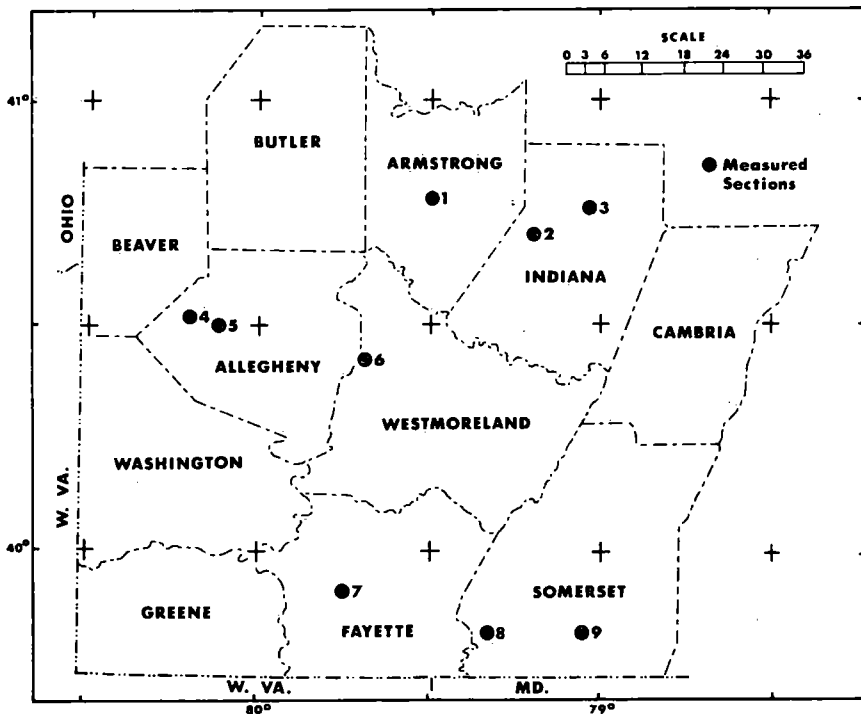 SCALE
0 3 6 12 18 24 30 36
41°
BUTLER
ARMSTRONG
Measured
Sections
1
3
OHIO
BEAVER
2
INDIANA
4
5
CAMBRIA
ALLEGHENY
6
WESTMORELAND
WASHINGTON
W. VA.
40°
7
SOMERSET
GREENE
FAYETTE
8
9
W. VA.
MD.
80°
79°